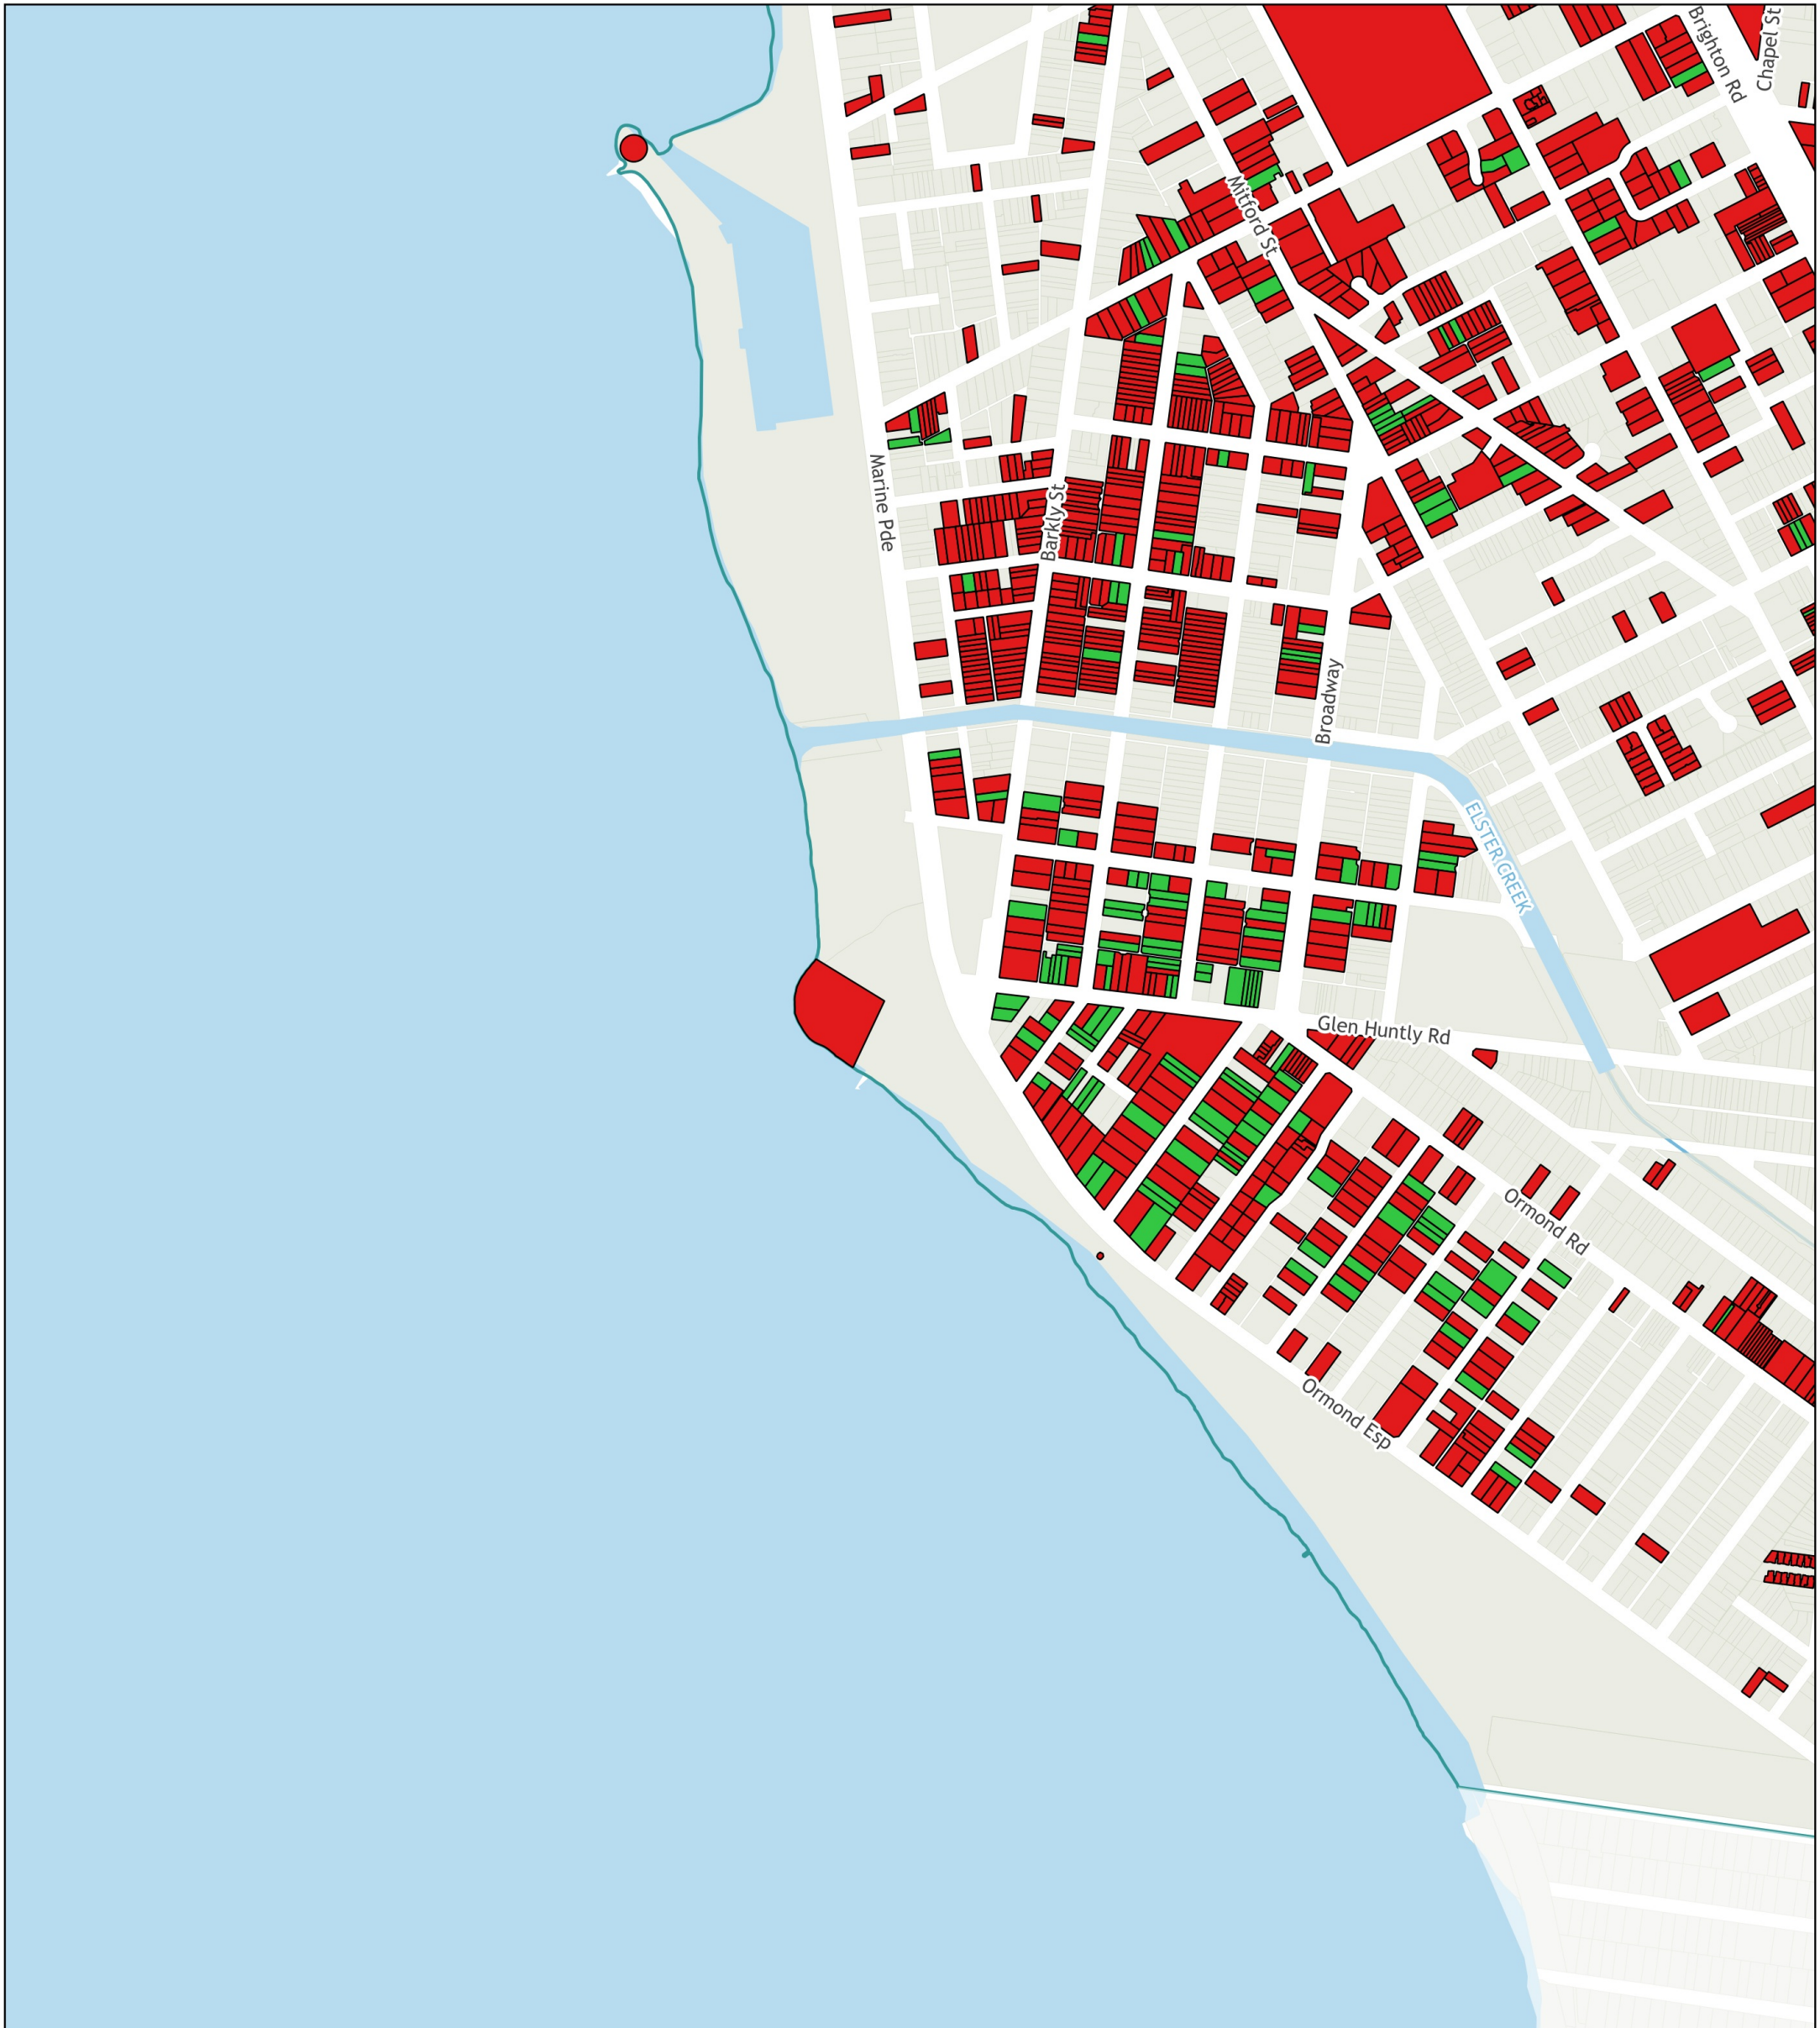 Brighton Rd
Chapel St
Mitford St
Marine Pde
Barkly St
Broadway
ELSTER CREEK
Glen Huntly Rd
Ormond Rd
Ormond Esp